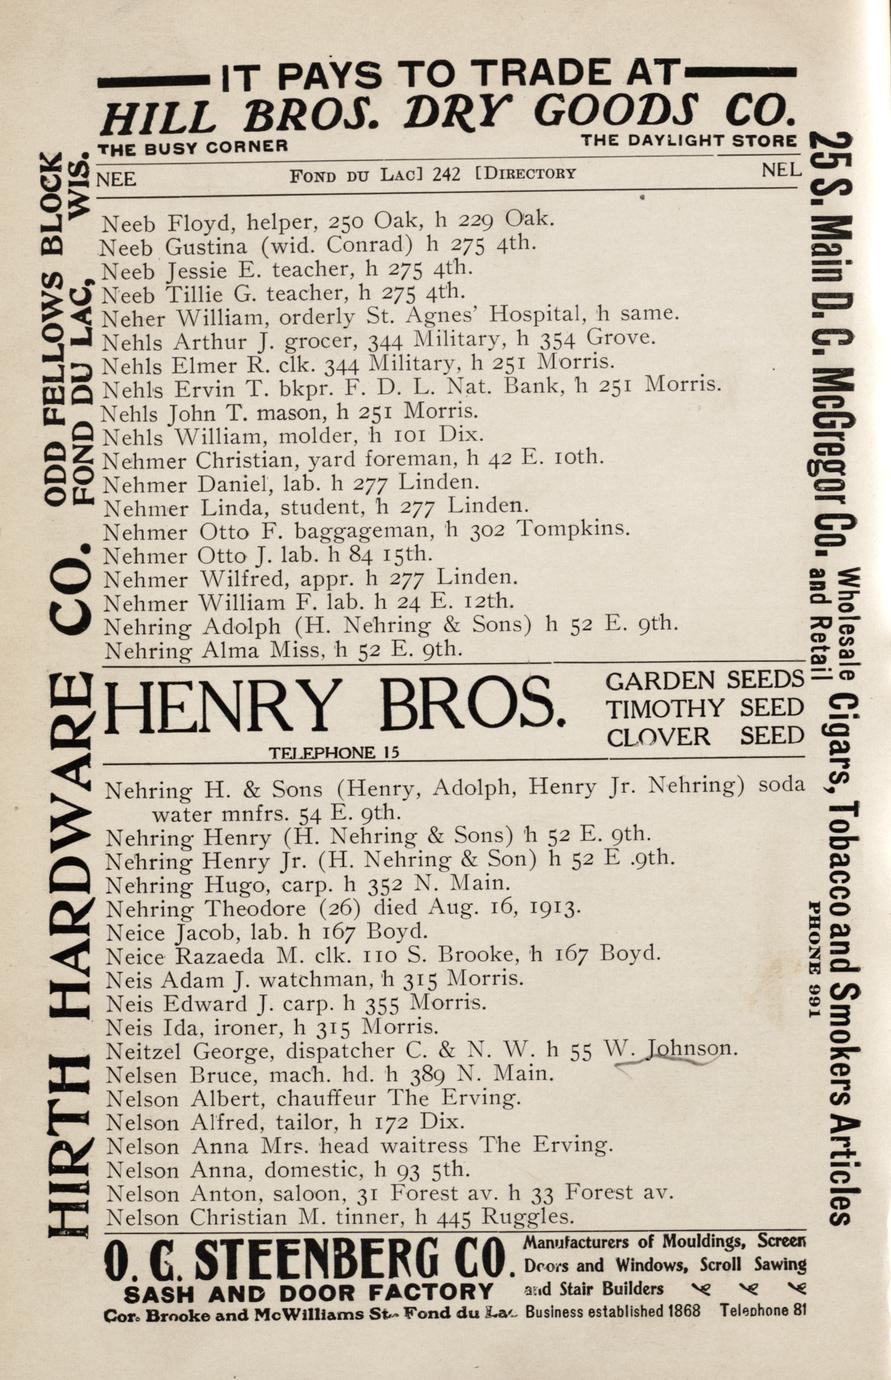 IT PAYS TO TRADE AT
HILL BROS. DRY GOODS CO.
THE BUSY CORNER THE DAYLIGHT STORE
NEE FOND DU LAC] 242 [DIRECTORY NEL
Neeb Floyd, helper, 250 Oak, h 229 Oak.
Neeb Gustina (wid. Conrad) h 275 4th.
Neeb Jessie E. teacher, h 275 4th.
Neeb Tillie G. teacher, h 275 4th.
Neher William, orderly St. Agnes' Hospital, h same.
Nehls Arthur J. grocer, 344 Military, h 354 Grove.
Nehls Elmer R. clk. 344 Military, h 251 Morris.
Nehls Ervin T. bkpr. F. D. L. Nat. Bank, h 251 Morris.
Nehls John T. mason, h 251 Morris.
Nehls William, molder, h 101 Dix.
Nehmer Christian, yard foreman, h 42 E. 10th.
Nehmer Daniel, lab. h 277 Linden.
Nehmer Linda, student, h 277 Linden.
Nehmer Otto F. baggageman, h 302 Tompkins.
Nehmer Otto J. lab. h 84 15th.
Nehmer Wilfred, appr. h 277 Linden.
Nehmer William F. lab. h 24 E. 12th.
Nehring Adolph (H. Nehring & Sons) h 52 E. 9th.
Nehring Alma Miss, h 52 E. 9th.
HENRY BROS.
TELEPHONE 15
GARDEN SEEDS
TIMOTHY SEED
CLOVER SEED
Nehring H. & Sons (Henry, Adolph, Henry Jr. Nehring) soda
water mnfrs. 54 E. 9th.
Nehring Henry (H. Nehring & Sons) h 52 E. 9th.
Nehring Henry Jr. (H. Nehring & Son) h 52 E .9th.
Nehring Hugo, carp. h 352 N. Main.
Nehring Theodore (26) died Aug. 16, 1913.
Neice Jacob, lab. h 167 Boyd.
Neice Razaeda M. clk. 110 S. Brooke, h 167 Boyd.
Neis Adam J. watchman, h 315 Morris.
Neis Edward J. carp. h 355 Morris.
Neis Ida, ironer, h 315 Morris.
Neitzel George, dispatcher C. & N. W. h 55 W. Johnson.
Nelsen Bruce, mach. hd. h 389 N. Main.
Nelson Albert, chauffeur The Erving.
Nelson Alfred, tailor, h 172 Dix.
Nelson Anna Mrs. head waitress The Erving.
Nelson Anna, domestic, h 93 5th.
Nelson Anton, saloon, 31 Forest av. h 33 Forest av.
Nelson Christian M. tinner, h 445 Ruggles.
O. C. STEENBERG CO.
SASH AND DOOR FACTORY
Cor. Brooke and McWilliams St. Fond du Lac
Manufacturers of Mouldings, Screen
Doors and Windows, Scroll Sawing
and Stair Builders
Business established 1868 Telephone 81
HIRTH HARDWARE CO.
ODD FELLOWS BLOCK
FOND DU LAC, WIS.
25 S. Main D. C. McGregor Co. Wholesale and Retail Cigars, Tobacco and Smokers Articles
PHONE 991